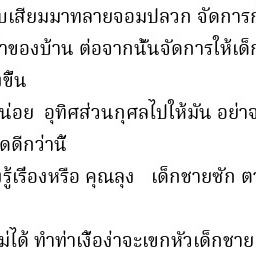 เสียมมาทลายจอมปลวก จัดการ
ของบ้าน ต่อจากนั้นจัดการให้เด็ก
ขึ้น
น่อย อุทิศส่วนกุศลไปให้มัน อย่าจ
ดดีกว่านี้
รู้เรื่องหรือ คุณลุง เด็กชายซัก ตา
ม่ได้ ทำท่าเงื้อง่าจะเขกหัวเด็กชาย